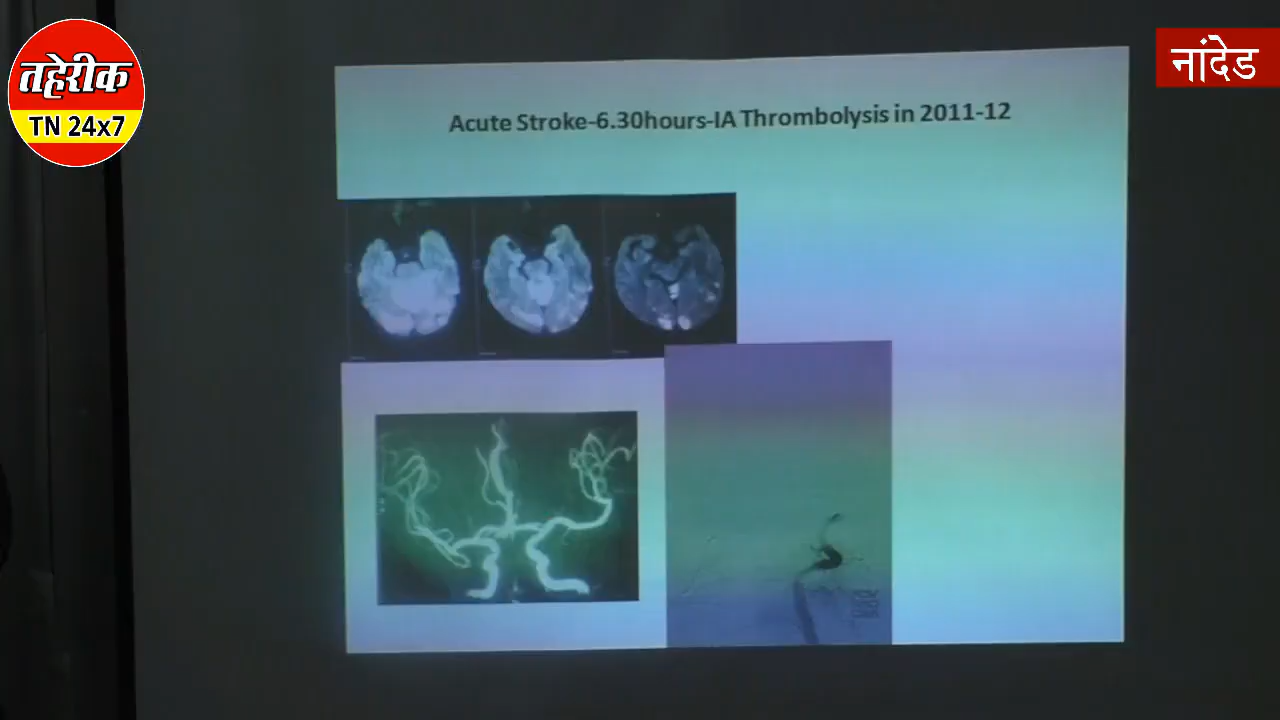 तहेरीक
TN 24x7
नांदेड
Acute Stroke-6.30hours-IA Thrombolysis in 2011-12